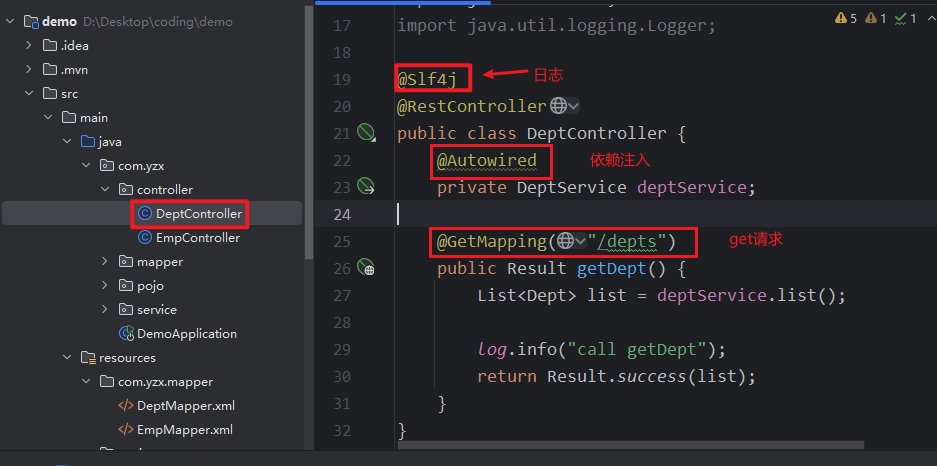 demo D:\Desktop\coding\demo
.idea
.mvn
src
main
java
com.yzx
controller
DeptController
EmpController
mapper
pojo
service
DemoApplication
resources
com.yzx.mapper
DeptMapper.xml
EmpMapper.xml
5 1 1
17 import java.util.logging.Logger;
18
19 @Slf4j 日志
20 @RestController
21 public class DeptController {
22 @Autowired 依赖注入
23 private DeptService deptService;
24
25 @GetMapping("/depts") get请求
26 public Result getDept() {
27 List<Dept> list = deptService.list();
28
29 log.info("call getDept");
30 return Result.success(list);
31 }
32 }